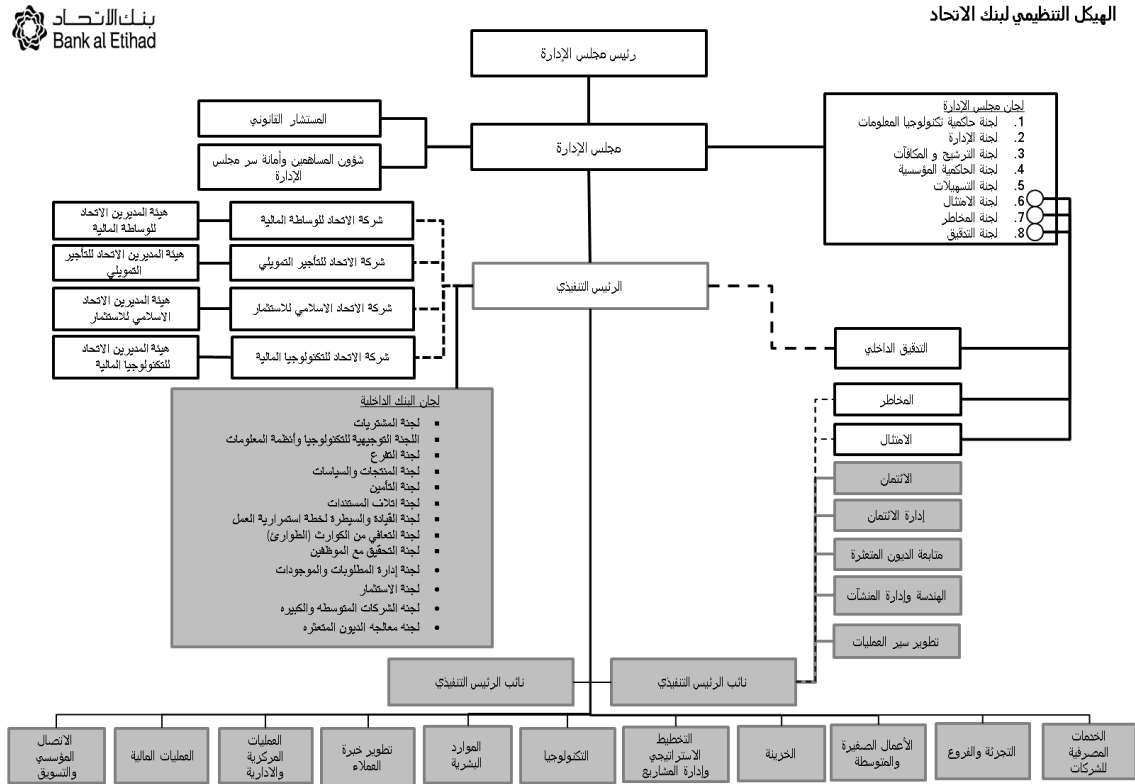 الهيكل التنظيمي لبنك الاتحاد
بنك الاتحاد
Bank al Etihad
رئيس مجلس الإدارة
مجلس الإدارة
المستشار القانوني
شؤون المساهمين وأمانة سر مجلس
الإدارة
لجان مجلس الإدارة
1. لجنة حاكمية تكنولوجيا المعلومات
2. لجنة الإدارة
3. لجنة الترشيح و المكافآت
4. لجنة الحاكمية المؤسسية
5. لجنة التسهيلات
6. لجنة الامتثال
7. لجنة المخاطر
8. لجنة التدقيق
شركة الاتحاد للوساطة المالية
هيئة المديرين الاتحاد
للوساطة المالية
شركة الاتحاد للتأجير التمويلي
هيئة المديرين الاتحاد للتأجير
التمويلي
شركة الاتحاد الاسلامي للاستثمار
هيئة المديرين الاتحاد
الاسلامي للاستثمار
شركة الاتحاد للتكنولوجيا المالية
هيئة المديرين الاتحاد
للتكنولوجيا المالية
الرئيس التنفيذي
التدقيق الداخلي
المخاطر
الامتثال
الائتمان
إدارة الائتمان
متابعة الديون المتعثرة
الهندسة وإدارة المنشآت
تطوير سير العمليات
لجان البنك الداخلية
▪ لجنة المشتريات
▪ اللجنة التوجيهية للتكنولوجيا وأنظمة المعلومات
▪ لجنة التفرع
▪ لجنة المنتجات والسياسات
▪ لجنة التأمين
▪ لجنة اتلاف المستندات
▪ لجنة القيادة والسيطرة لخطة استمرارية العمل
▪ لجنة التعافي من الكوارث (الطوارئ)
▪ لجنة التحقيق مع الموظفين
• لجنة إدارة المطلوبات والموجودات
• لجنة الاستثمار
• لجنه الشركات المتوسطه والكبيره
• لجنه معالجه الديون المتعثره
نائب الرئيس التنفيذي
نائب الرئيس التنفيذي
الخدمات
المصرفية
للشركات
التجزئة والفروع
الأعمال الصغيرة
والمتوسطة
الخزينة
التخطيط
الاستراتيجي
وإدارة المشاريع
التكنولوجيا
الموارد
البشرية
تطوير خبرة
العملاء
العمليات
المركزية
والادارية
العمليات المالية
الاتصال
المؤسسي
والتسويق